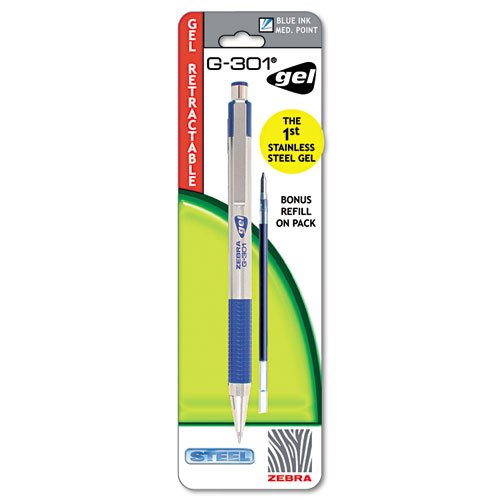 GEL RETRACTABLE
BLUE INK
MED. POINT
G-301®
gel
THE
1st
STAINLESS
STEEL GEL
BONUS
REFILL
ON PACK
ZEBRA gel
G-301
STEEL
ZEBRA